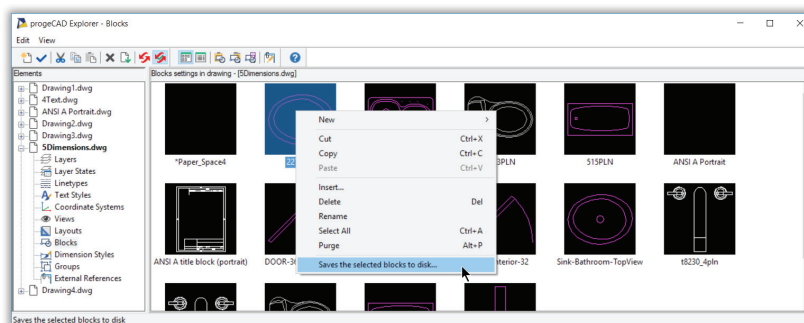 progeCAD Explorer - Blocks
Edit View
Elements
Blocks settings in drawing - [5Dimensions.dwg]
Drawing1.dwg
4Text.dwg
ANSI A Portrait.dwg
Drawing2.dwg
Drawing3.dwg
5Dimensions.dwg
Layers
Layer States
Linetypes
Text Styles
Coordinate Systems
Views
Layouts
Blocks
Dimension Styles
Groups
External References
Drawing4.dwg
*Paper_Space4
515PLN
ANSI A Portrait
ANSI A title block (portrait)
Sink-Bathroom-TopView
t8230_4pln
New
Cut Ctrl+X
Copy Ctrl+C
Paste Ctrl+V
Insert...
Delete Del
Rename
Select All Ctrl+A
Purge Alt+P
Saves the selected blocks to disk...
Saves the selected blocks to disk